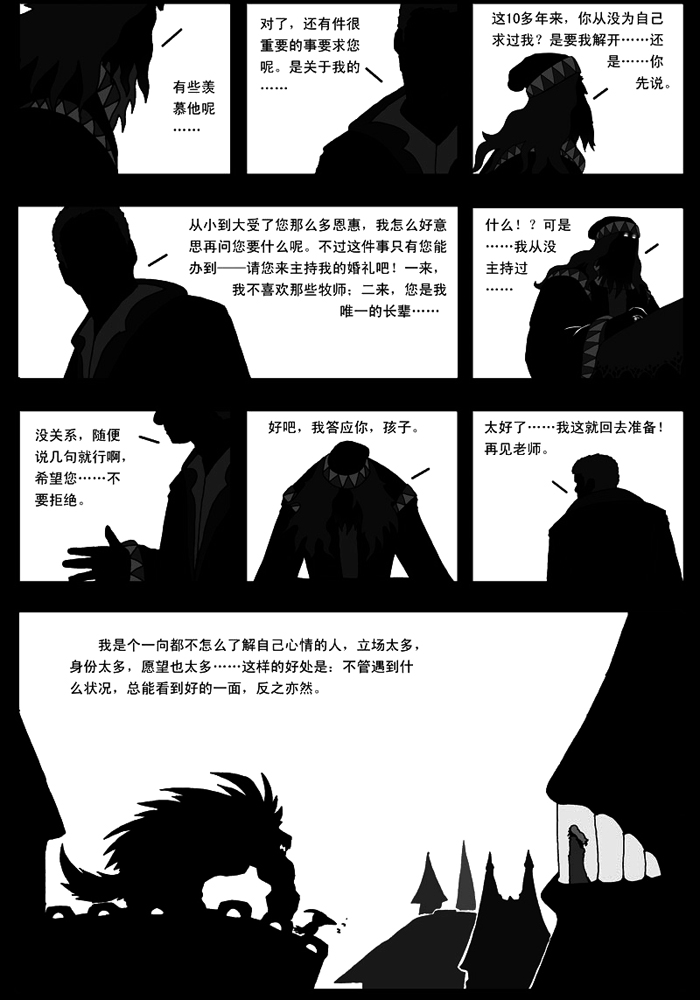 有些羡
慕他呢
……
对了，还有件很
重要的事要求您
呢。是关于我的
……
这10多年来，你从没为自己
求过我？是要我解开……还
是……你
先说。
从小到大受了您那么多恩惠，我怎么好意
思再问您要什么呢。不过这件事只有您能
办到——请您来主持我的婚礼吧！一来，
我不喜欢那些牧师；二来，您是我
唯一的长辈……
什么！？可是
……我从没
主持过
……
没关系，随便
说几句就行啊，
希望您……不
要拒绝。
好吧，我答应你，孩子。
太好了……我这就回去准备！
再见老师。
我是个一向都不怎么了解自己心情的人，立场太多，
身份太多，愿望也太多……这样的好处是：不管遇到什
么状况，总能看到好的一面，反之亦然。